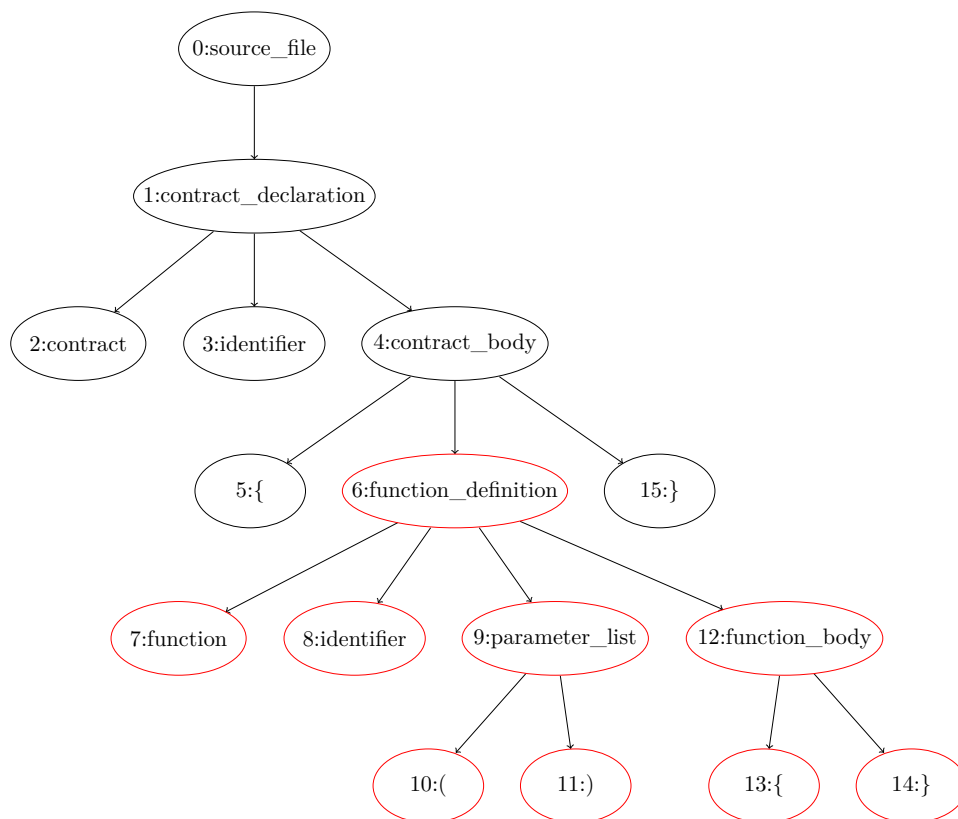 0:source_file
1:contract_declaration
2:contract
3:identifier
4:contract_body
5:{
6:function_definition
15:}
7:function
8:identifier
9:parameter_list
12:function_body
10:(
11:)
13:{
14:}